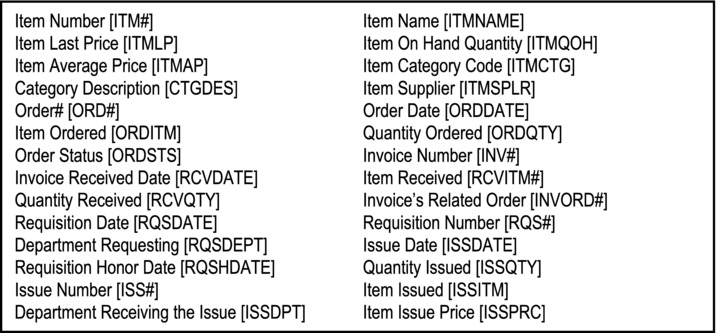 Item Number [ITM#] Item Name [ITMNAME]
Item Last Price [ITMLP] Item On Hand Quantity [ITMQOH]
Item Average Price [ITMAP] Item Category Code [ITMCTG]
Category Description [CTGDES] Item Supplier [ITMSPLR]
Order# [ORD#] Order Date [ORDDATE]
Item Ordered [ORDITM] Quantity Ordered [ORDQTY]
Order Status [ORDSTS] Invoice Number [INV#]
Invoice Received Date [RCVDATE] Item Received [RCVITM#]
Quantity Received [RCVQTY] Invoice's Related Order [INVORD#]
Requisition Date [RQSDATE] Requisition Number [RQS#]
Department Requesting [RQSDEPT] Issue Date [ISSDATE]
Requisition Honor Date [RQSHDATE] Quantity Issued [ISSQTY]
Issue Number [ISS#] Item Issued [ISSITM]
Department Receiving the Issue [ISSDPT] Item Issue Price [ISSPRC]